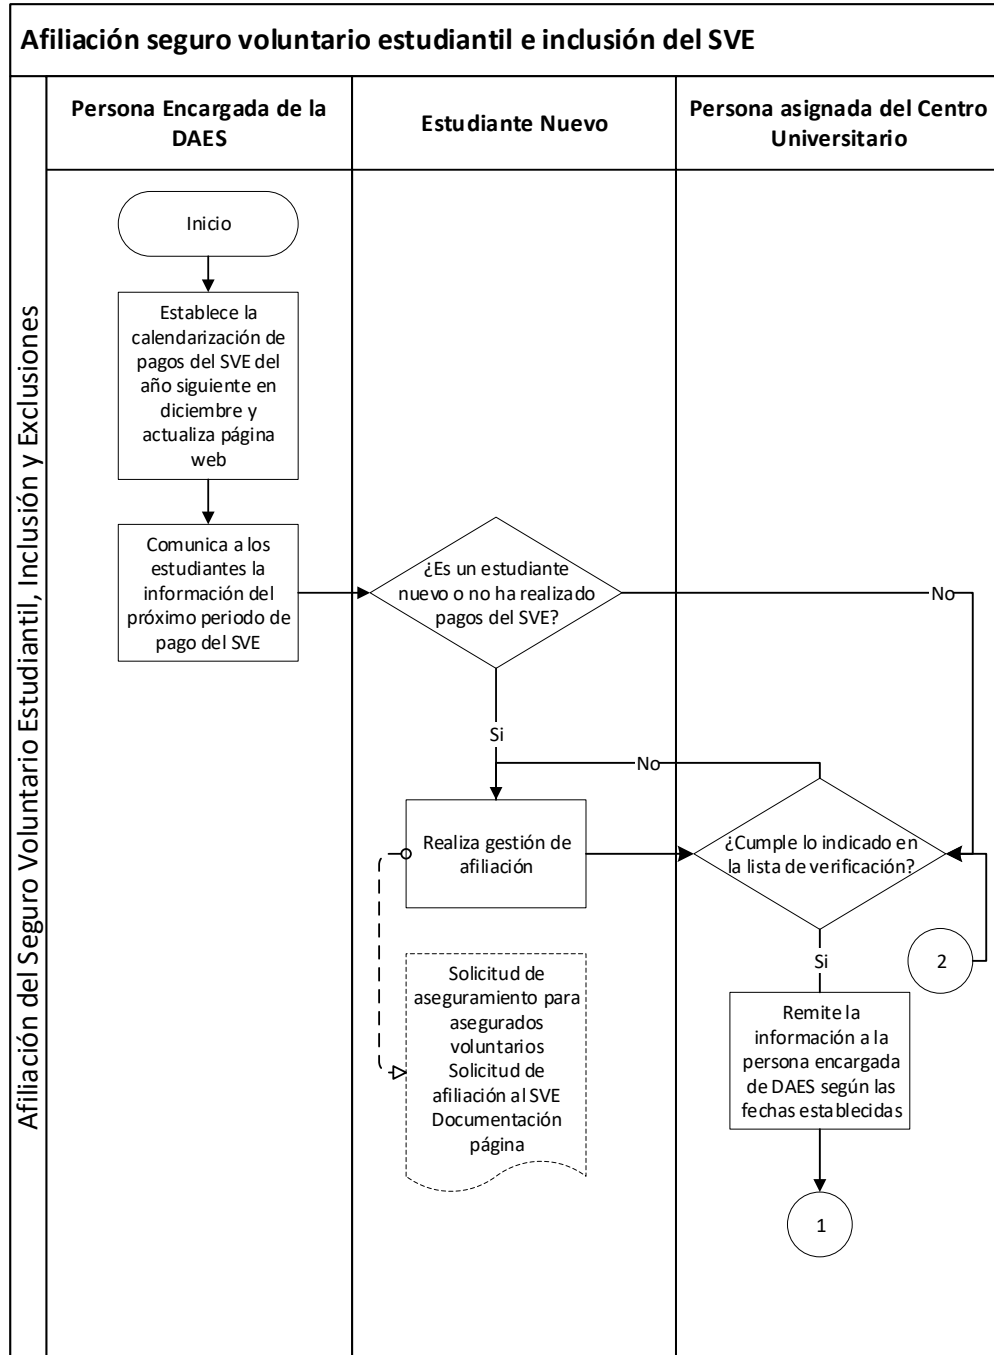 Afiliación seguro voluntario estudiantil e inclusión del SVE
Afiliación del Seguro Voluntario Estudiantil, Inclusión y Exclusiones
Persona Encargada de la
DAES
Estudiante Nuevo
Persona asignada del Centro
Universitario
Inicio
Establece la
calendarización de
pagos del SVE del
año siguiente en
diciembre y
actualiza página
web
Comunica a los
estudiantes la
información del
próximo periodo de
pago del SVE
¿Es un estudiante
nuevo o no ha realizado
pagos del SVE?
No
Si
No
Realiza gestión de
afiliación
¿Cumple lo indicado en
la lista de verificación?
Solicitud de
aseguramiento para
asegurados
voluntarios
Solicitud de
afiliación al SVE
Documentación
página
Si
2
Remite la
información a la
persona encargada
de DAES según las
fechas establecidas
1